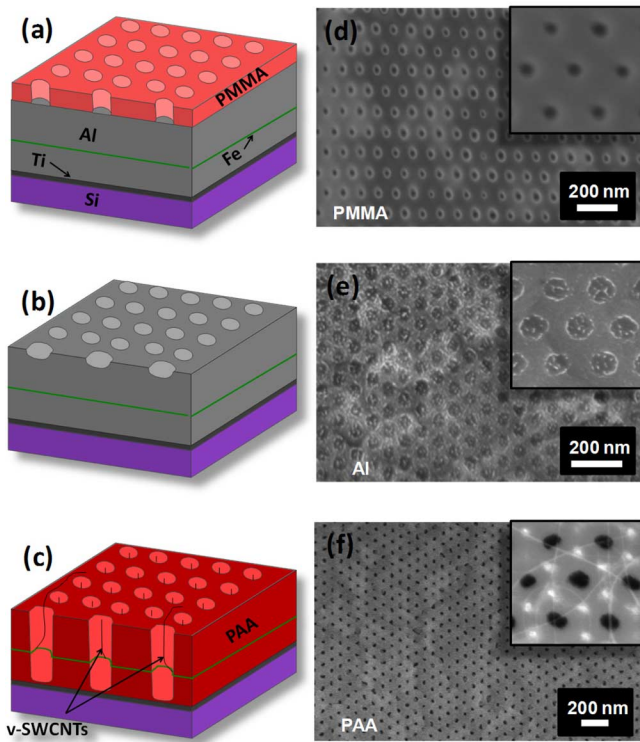 (a)
PMMA
Al
Fe
Ti
Si
(d)
200 nm
PMMA
(b)
(e)
200 nm
Al
(c)
PAA
v-SWCNTs
(f)
200 nm
PAA